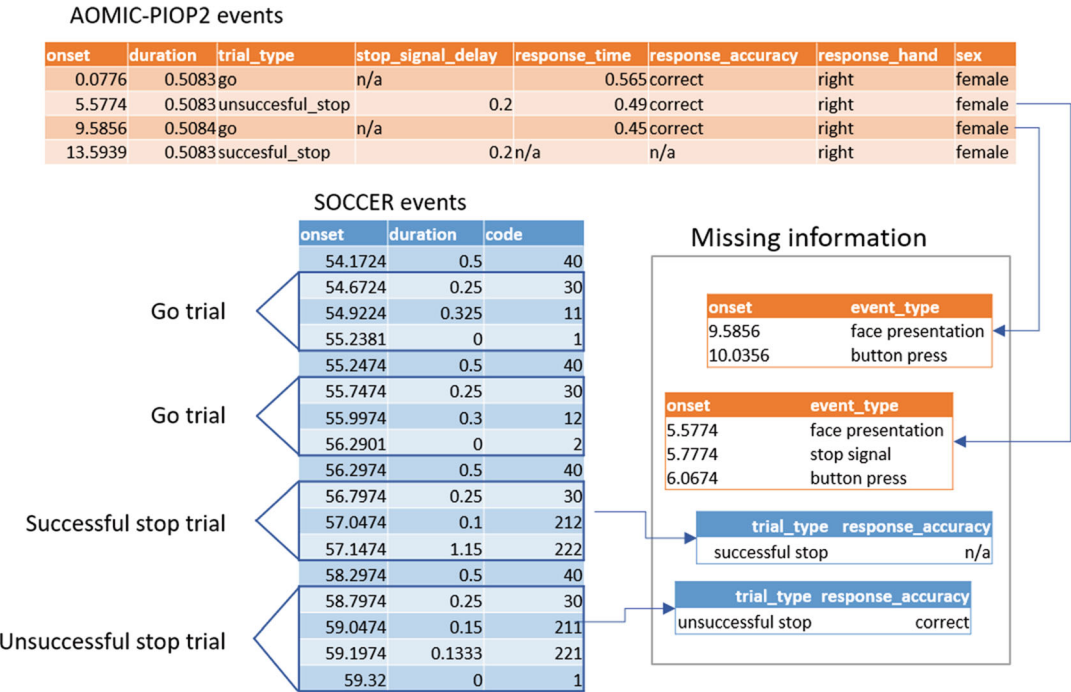 AOMIC-PIOP2 events
onset duration trial_type stop_signal_delay response_time response_accuracy response_hand sex
0.0776 0.5083 go n/a 0.565 correct right female
5.5774 0.5083 unsuccesful_stop 0.2 0.49 correct right female
9.5856 0.5084 go n/a 0.45 correct right female
13.5939 0.5083 succesful_stop 0.2 n/a n/a right female
SOCCER events
onset duration code
54.1724 0.5 40
54.6724 0.25 30
54.9224 0.325 11
55.2381 0 1
55.2474 0.5 40
55.7474 0.25 30
55.9974 0.3 12
56.2901 0 2
56.2974 0.5 40
56.7974 0.25 30
57.0474 0.1 212
57.1474 1.15 222
58.2974 0.5 40
58.7974 0.25 30
59.0474 0.15 211
59.1974 0.1333 221
59.32 0 1
Go trial
Go trial
Successful stop trial
Unsuccessful stop trial
Missing information
onset event_type
9.5856 face presentation
10.0356 button press
onset event_type
5.5774 face presentation
5.7774 stop signal
6.0674 button press
trial_type response_accuracy
successful stop n/a
trial_type response_accuracy
unsuccessful stop correct